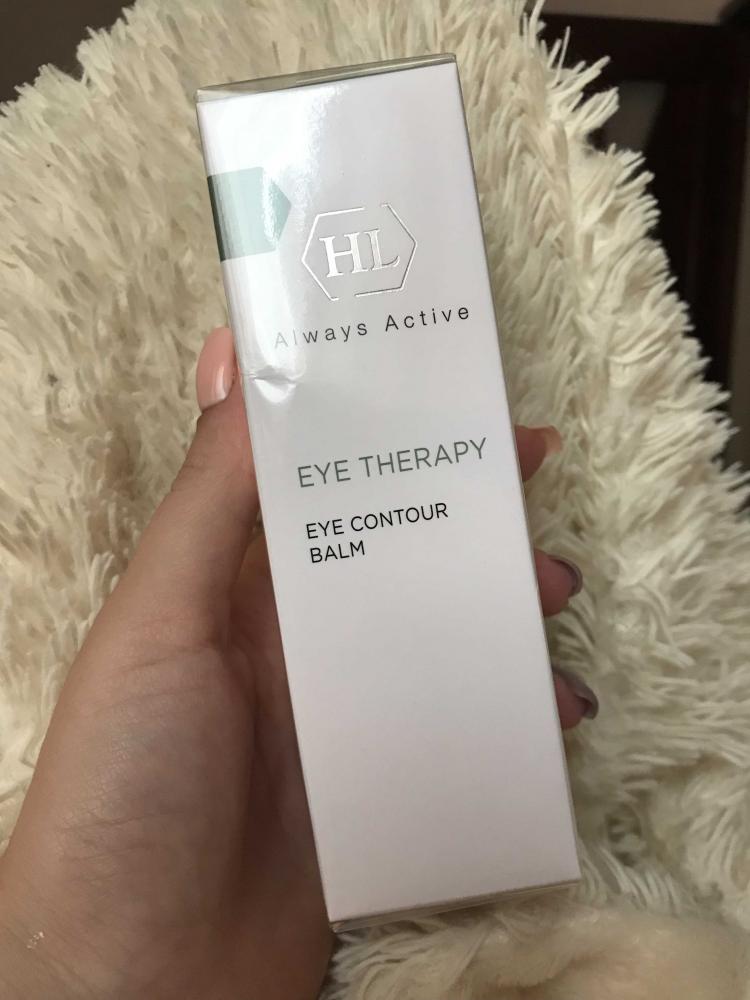 HL
Always Active
EYE THERAPY
EYE CONTOUR
BALM